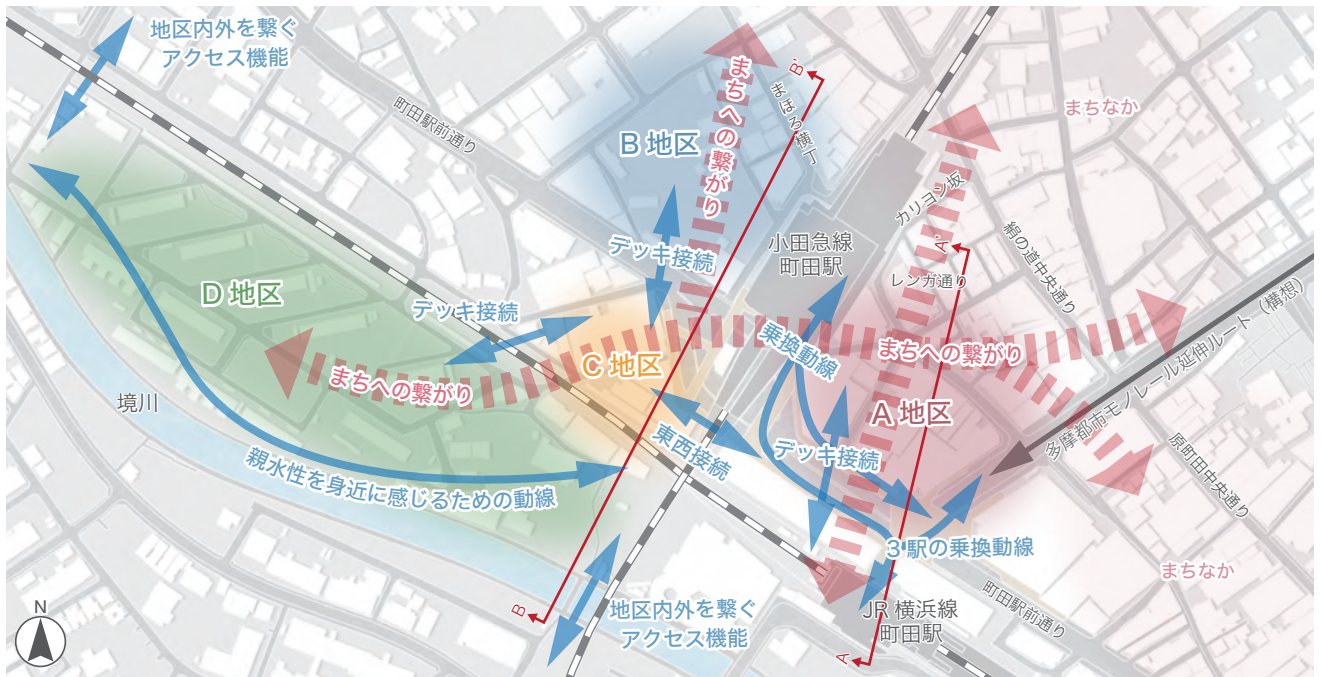 地区内外を繋ぐ
アクセス機能
町田駅前通り
まちへの繋がり
B'
まほろ横丁
まちなか
B 地区
カリヨン坂
小田急線
町田駅
A'
絹の道中央通り
デッキ接続
レンガ通り
D 地区
デッキ接続
多摩都市モノレール延伸ルート（構想）
乗換動線
まちへの繋がり
C 地区
まちへの繋がり
境川
A 地区
東西接続
デッキ接続
原町田中央通り
親水性を身近に感じるための動線
3 駅の乗換動線
まちなか
N
B
地区内外を繋ぐ
アクセス機能
JR 横浜線
町田駅
町田駅前通り
A